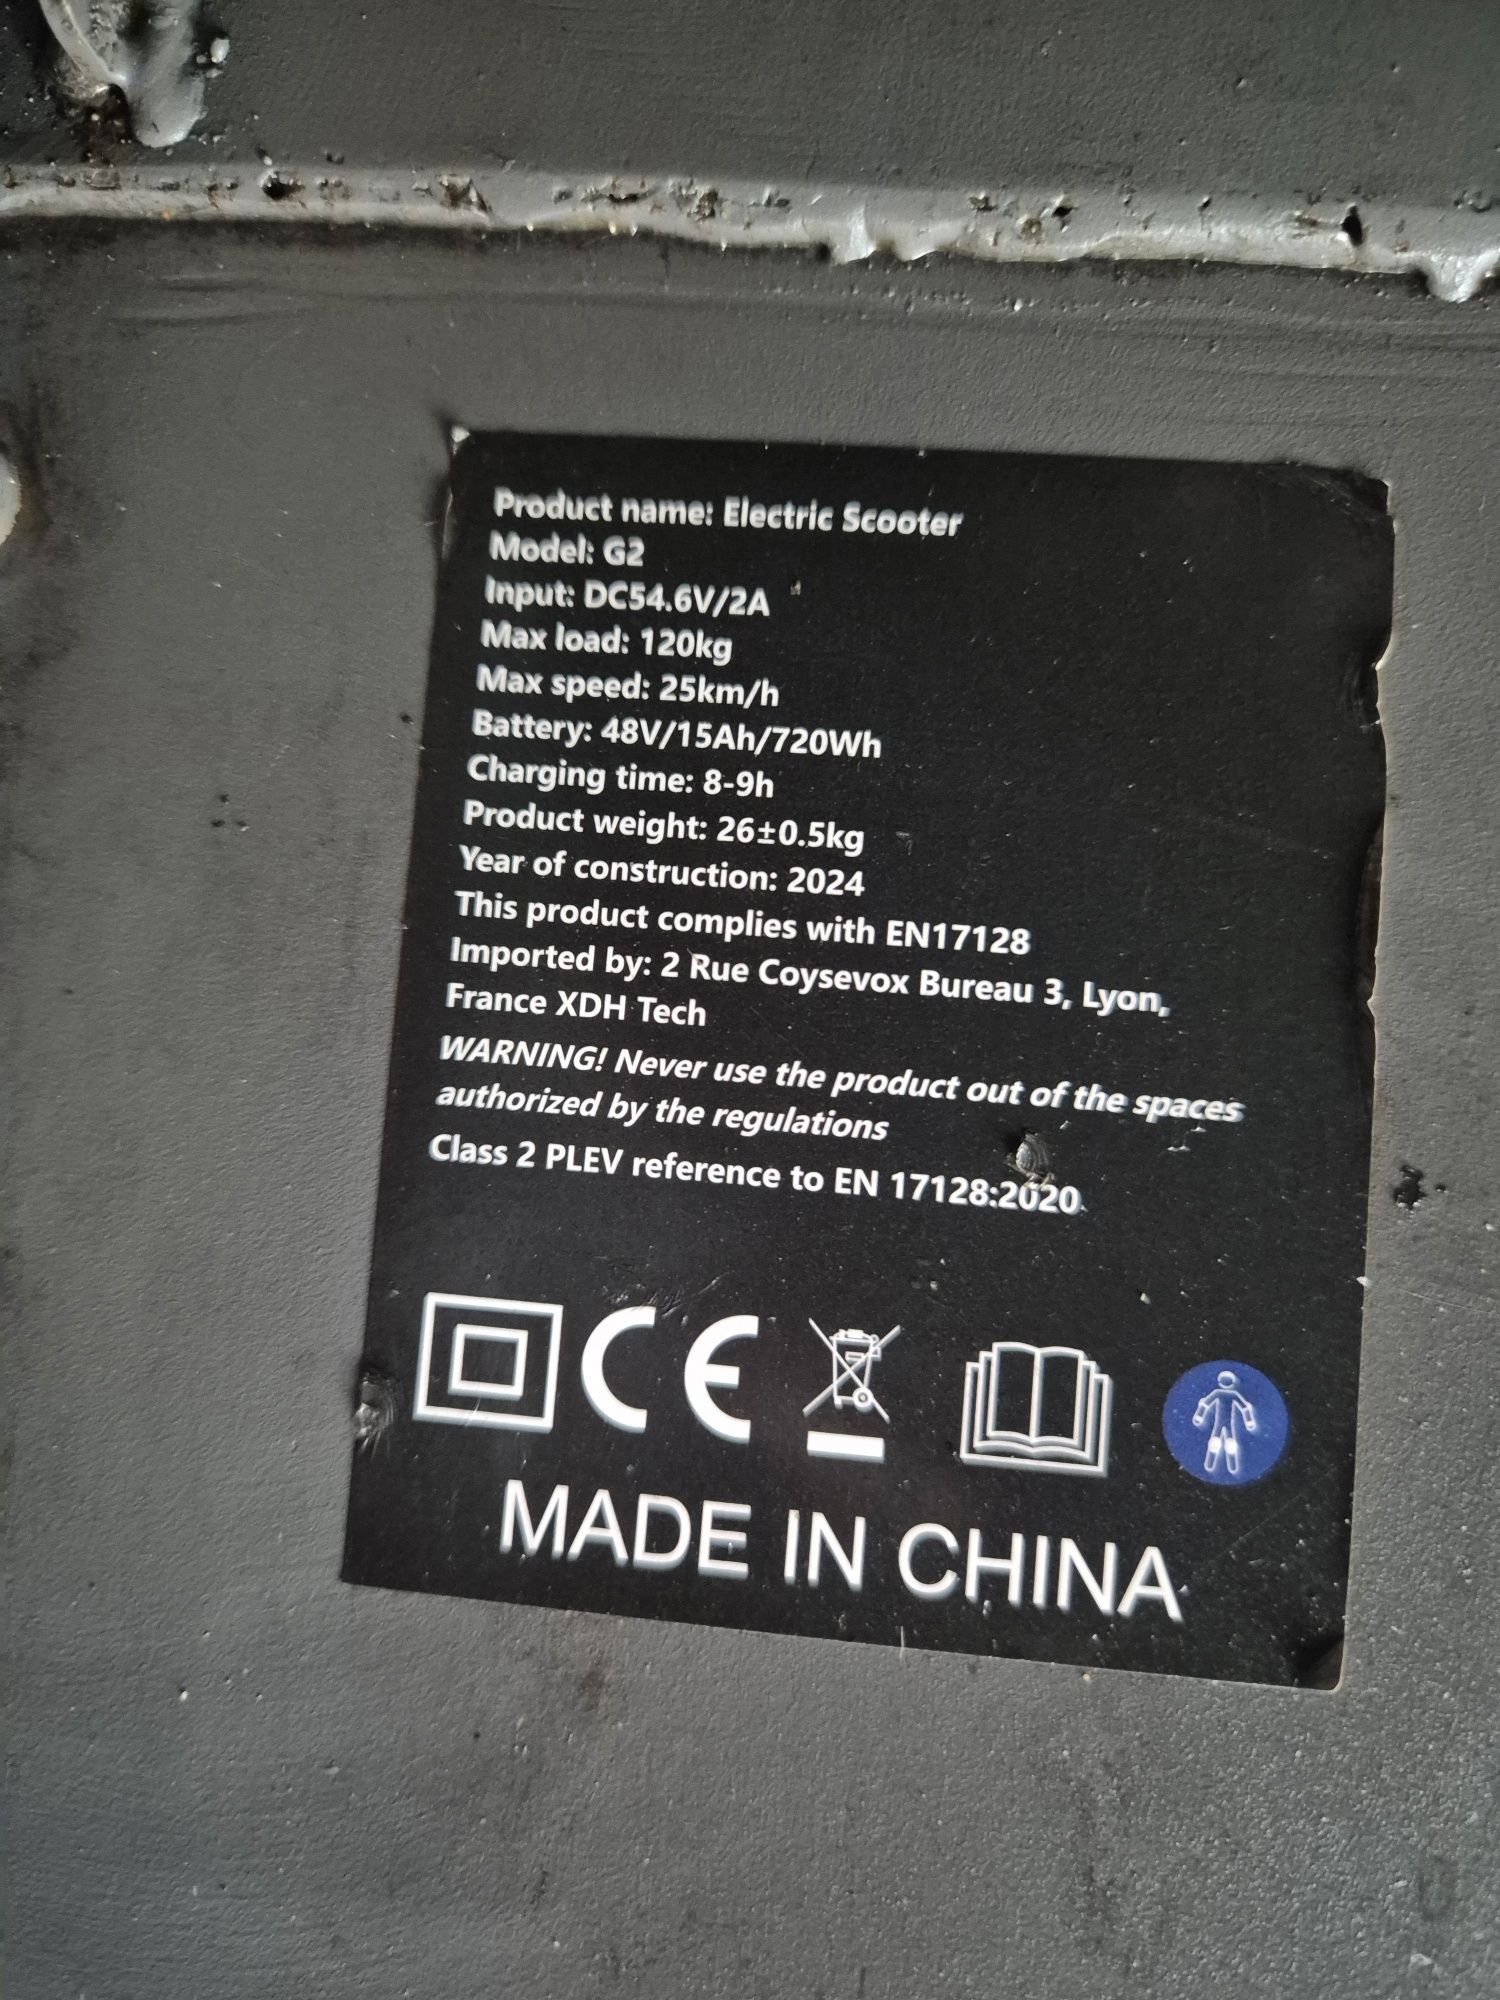 Product name: Electric Scooter
Model: G2
Input: DC54.6V/2A
Max load: 120kg
Max speed: 25km/h
Battery: 48V/15Ah/720Wh
Charging time: 8-9h
Product weight: 26±0.5kg
Year of construction: 2024
This product complies with EN17128
Imported by: 2 Rue Coysevox Bureau 3, Lyon,
France XDH Tech
WARNING! Never use the product out of the spaces
authorized by the regulations
Class 2 PLEV reference to EN 17128:2020
CE
MADE IN CHINA